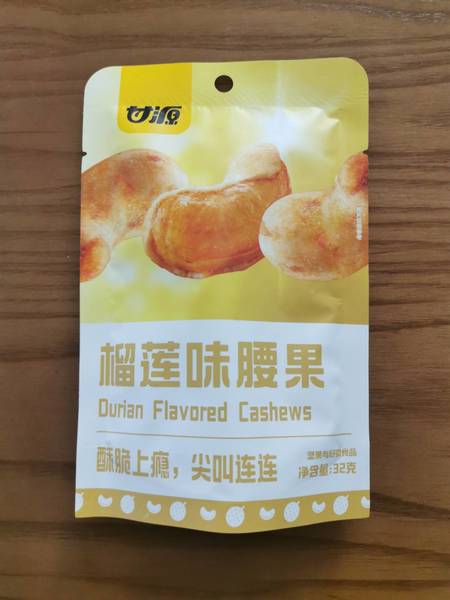 甘源
榴莲味腰果
Durian Flavored Cashews
酥脆上瘾，尖叫连连
坚果与籽类食品
净含量:32克